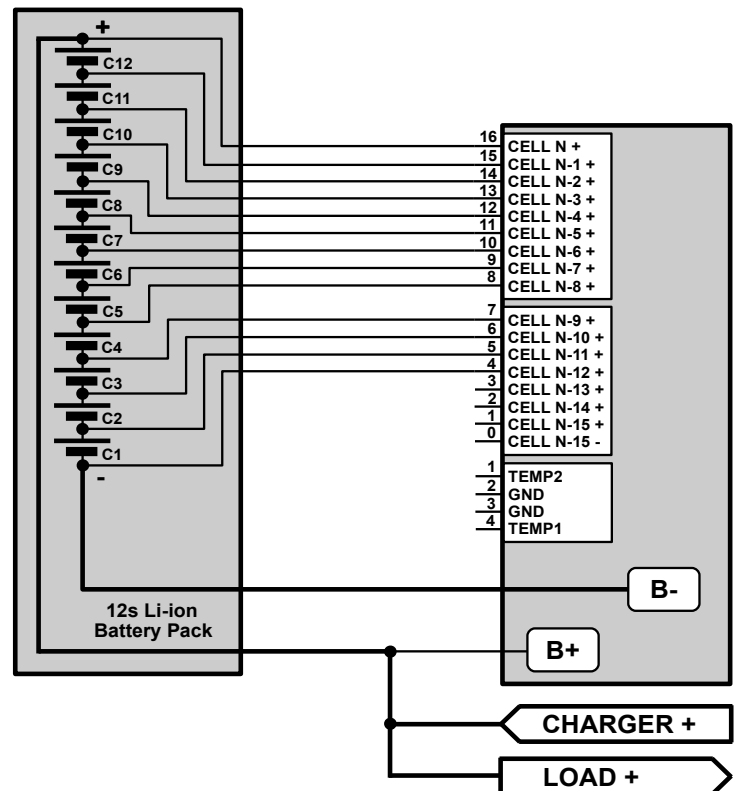 +
C12
C11
C10
C9
C8
C7
C6
C5
C4
C3
C2
C1
-
12s Li-ion
Battery Pack
16 CELL N +
15 CELL N-1 +
14 CELL N-2 +
13 CELL N-3 +
12 CELL N-4 +
11 CELL N-5 +
10 CELL N-6 +
9 CELL N-7 +
8 CELL N-8 +
7 CELL N-9 +
6 CELL N-10 +
5 CELL N-11 +
4 CELL N-12 +
3 CELL N-13 +
2 CELL N-14 +
1 CELL N-15 +
0 CELL N-15 -
1 TEMP2
2 GND
3 GND
4 TEMP1
B-
B+
CHARGER +
LOAD +